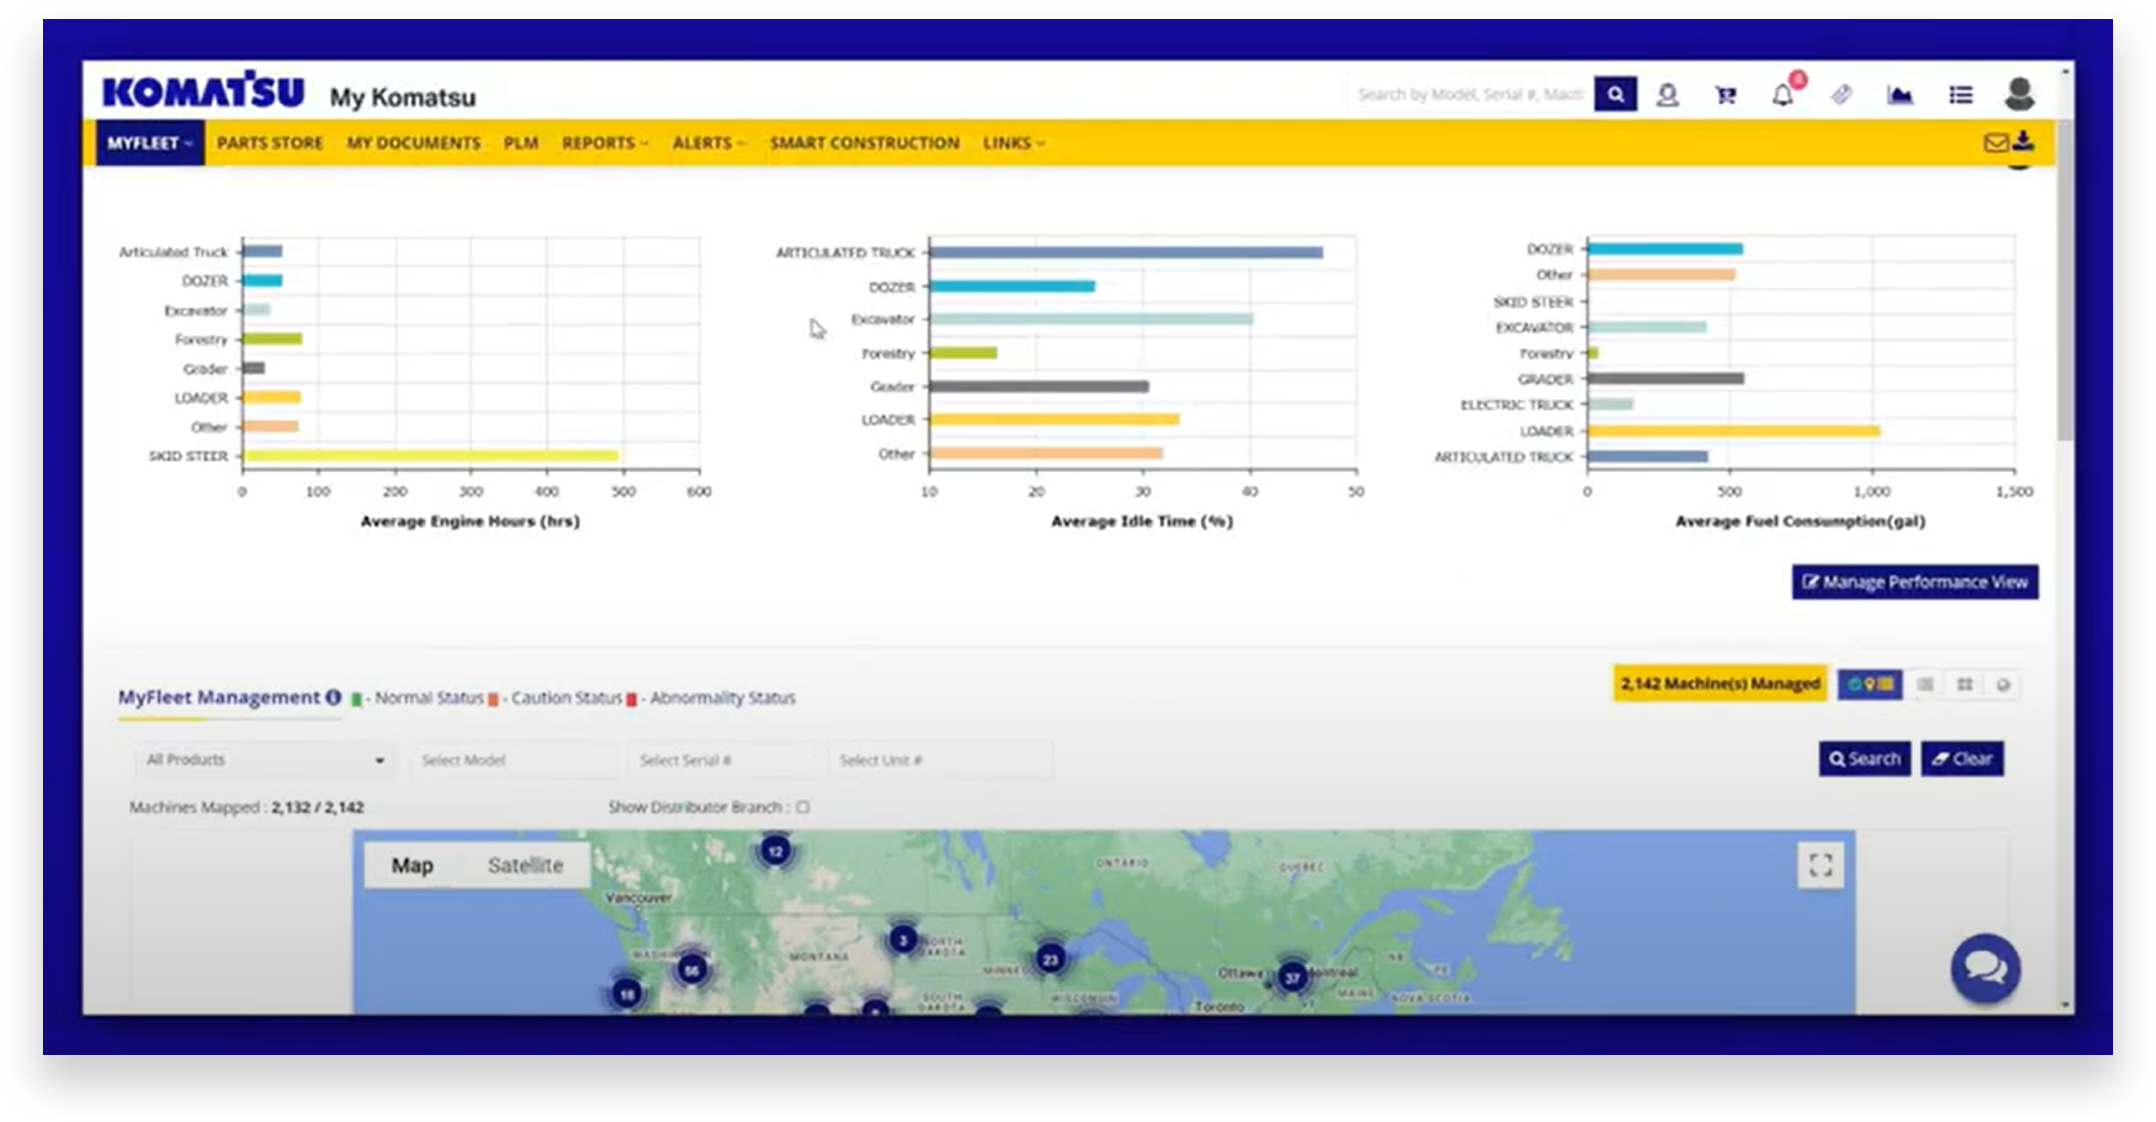 KOMATSU My Komatsu
Search by Model, Serial #, Machi
MYFLEET PARTS STORE MY DOCUMENTS PLM REPORTS ALERTS SMART CONSTRUCTION LINKS
Articulated Truck
DOZER
Excavator
Forestry
Grader
LOADER
Other
SKID STEER
0 100 200 300 400 500 600
Average Engine Hours (hrs)
ARTICULATED TRUCK
DOZER
Excavator
Forestry
Grader
LOADER
Other
10 20 30 40 50
Average Idle Time (%)
DOZER
Other
SKID STEER
EXCAVATOR
Forestry
GRADER
ELECTRIC TRUCK
LOADER
ARTICULATED TRUCK
0 500 1,000 1,500
Average Fuel Consumption(gal)
Manage Performance View
MyFleet Management - Normal Status - Caution Status - Abnormality Status
2,142 Machine(s) Managed
All Products Select Model Select Serial # Select Unit # Search Clear
Machines Mapped : 2,132 / 2,142 Show Distributor Branch :
Map Satellite
12
ONTARIO
QUEBEC
Vancouver
3
NORTH DAKOTA
MONTANA
56
23
Ottawa
37
Montreal
NB
PE
18
SOUTH DAKOTA
WISCONSIN
MAINE
NOVA SCOTIA
Toronto